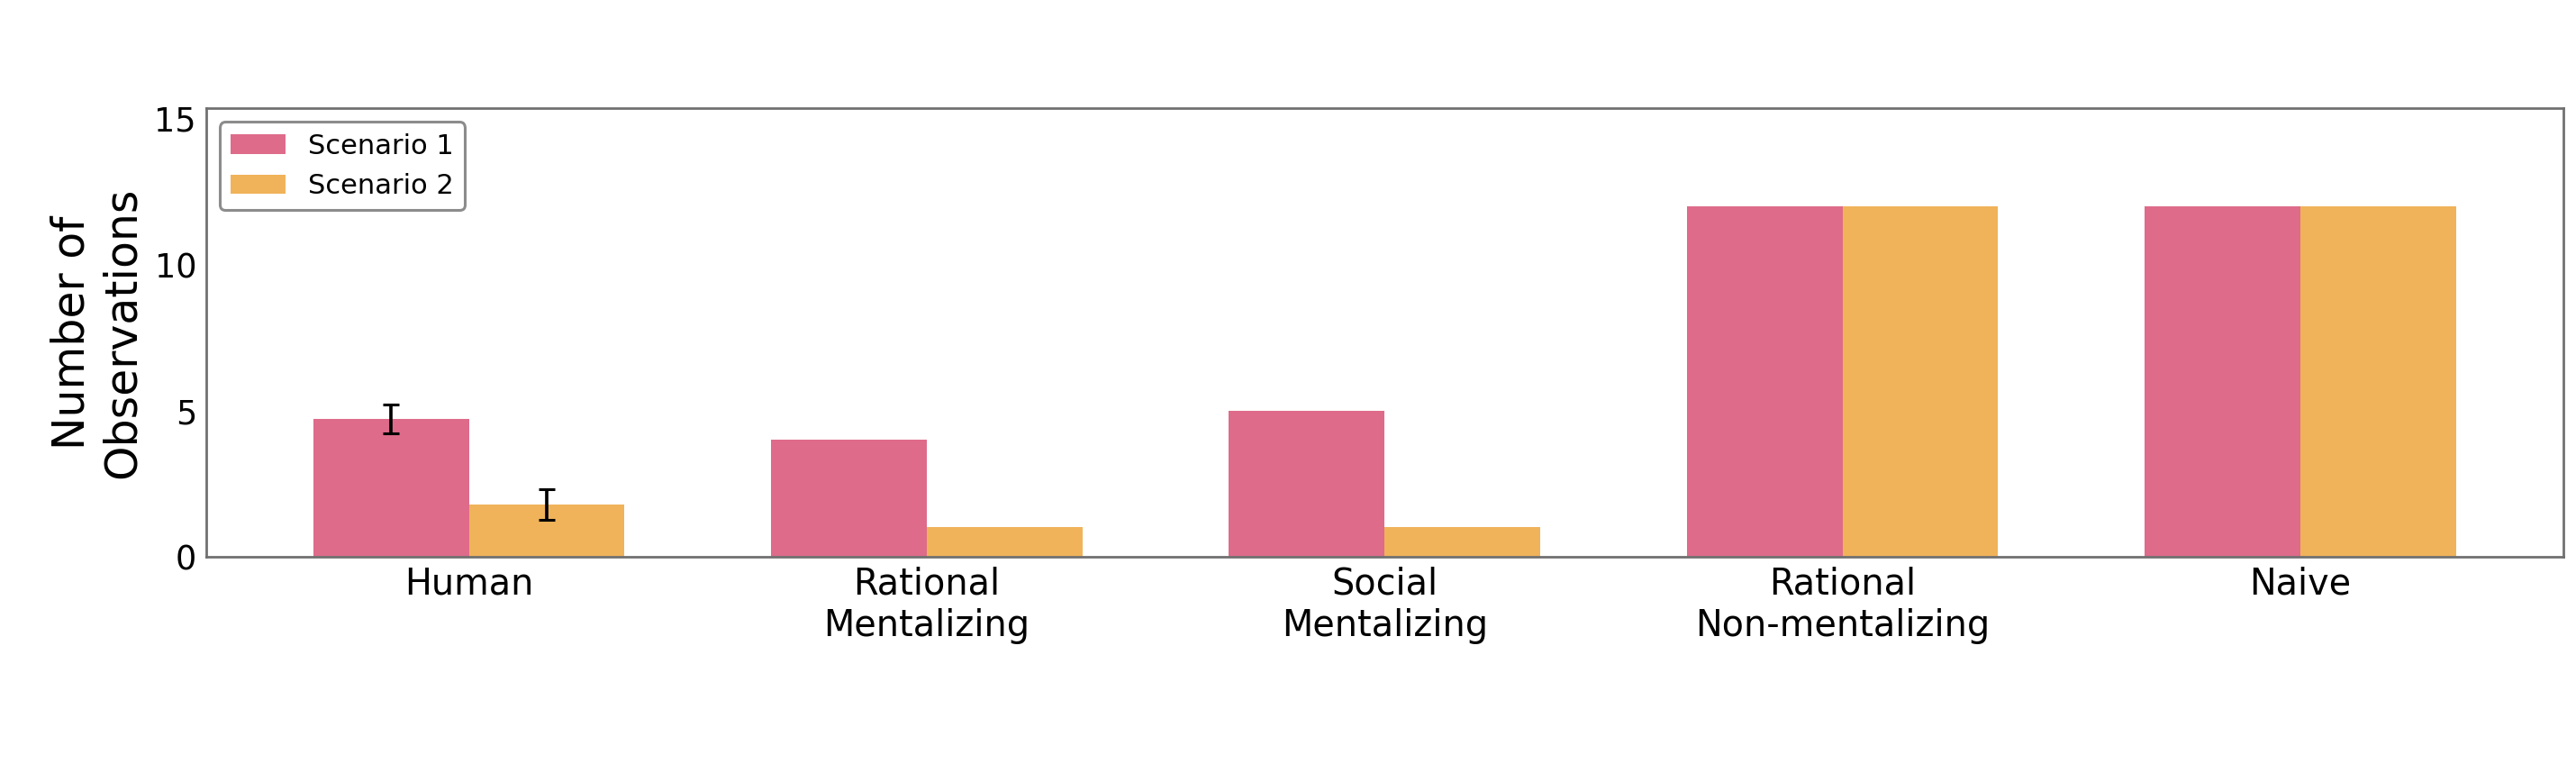 Number of
Observations
15
10
5
0
Scenario 1
Scenario 2
Human
Rational
Mentalizing
Social
Mentalizing
Rational
Non-mentalizing
Naive